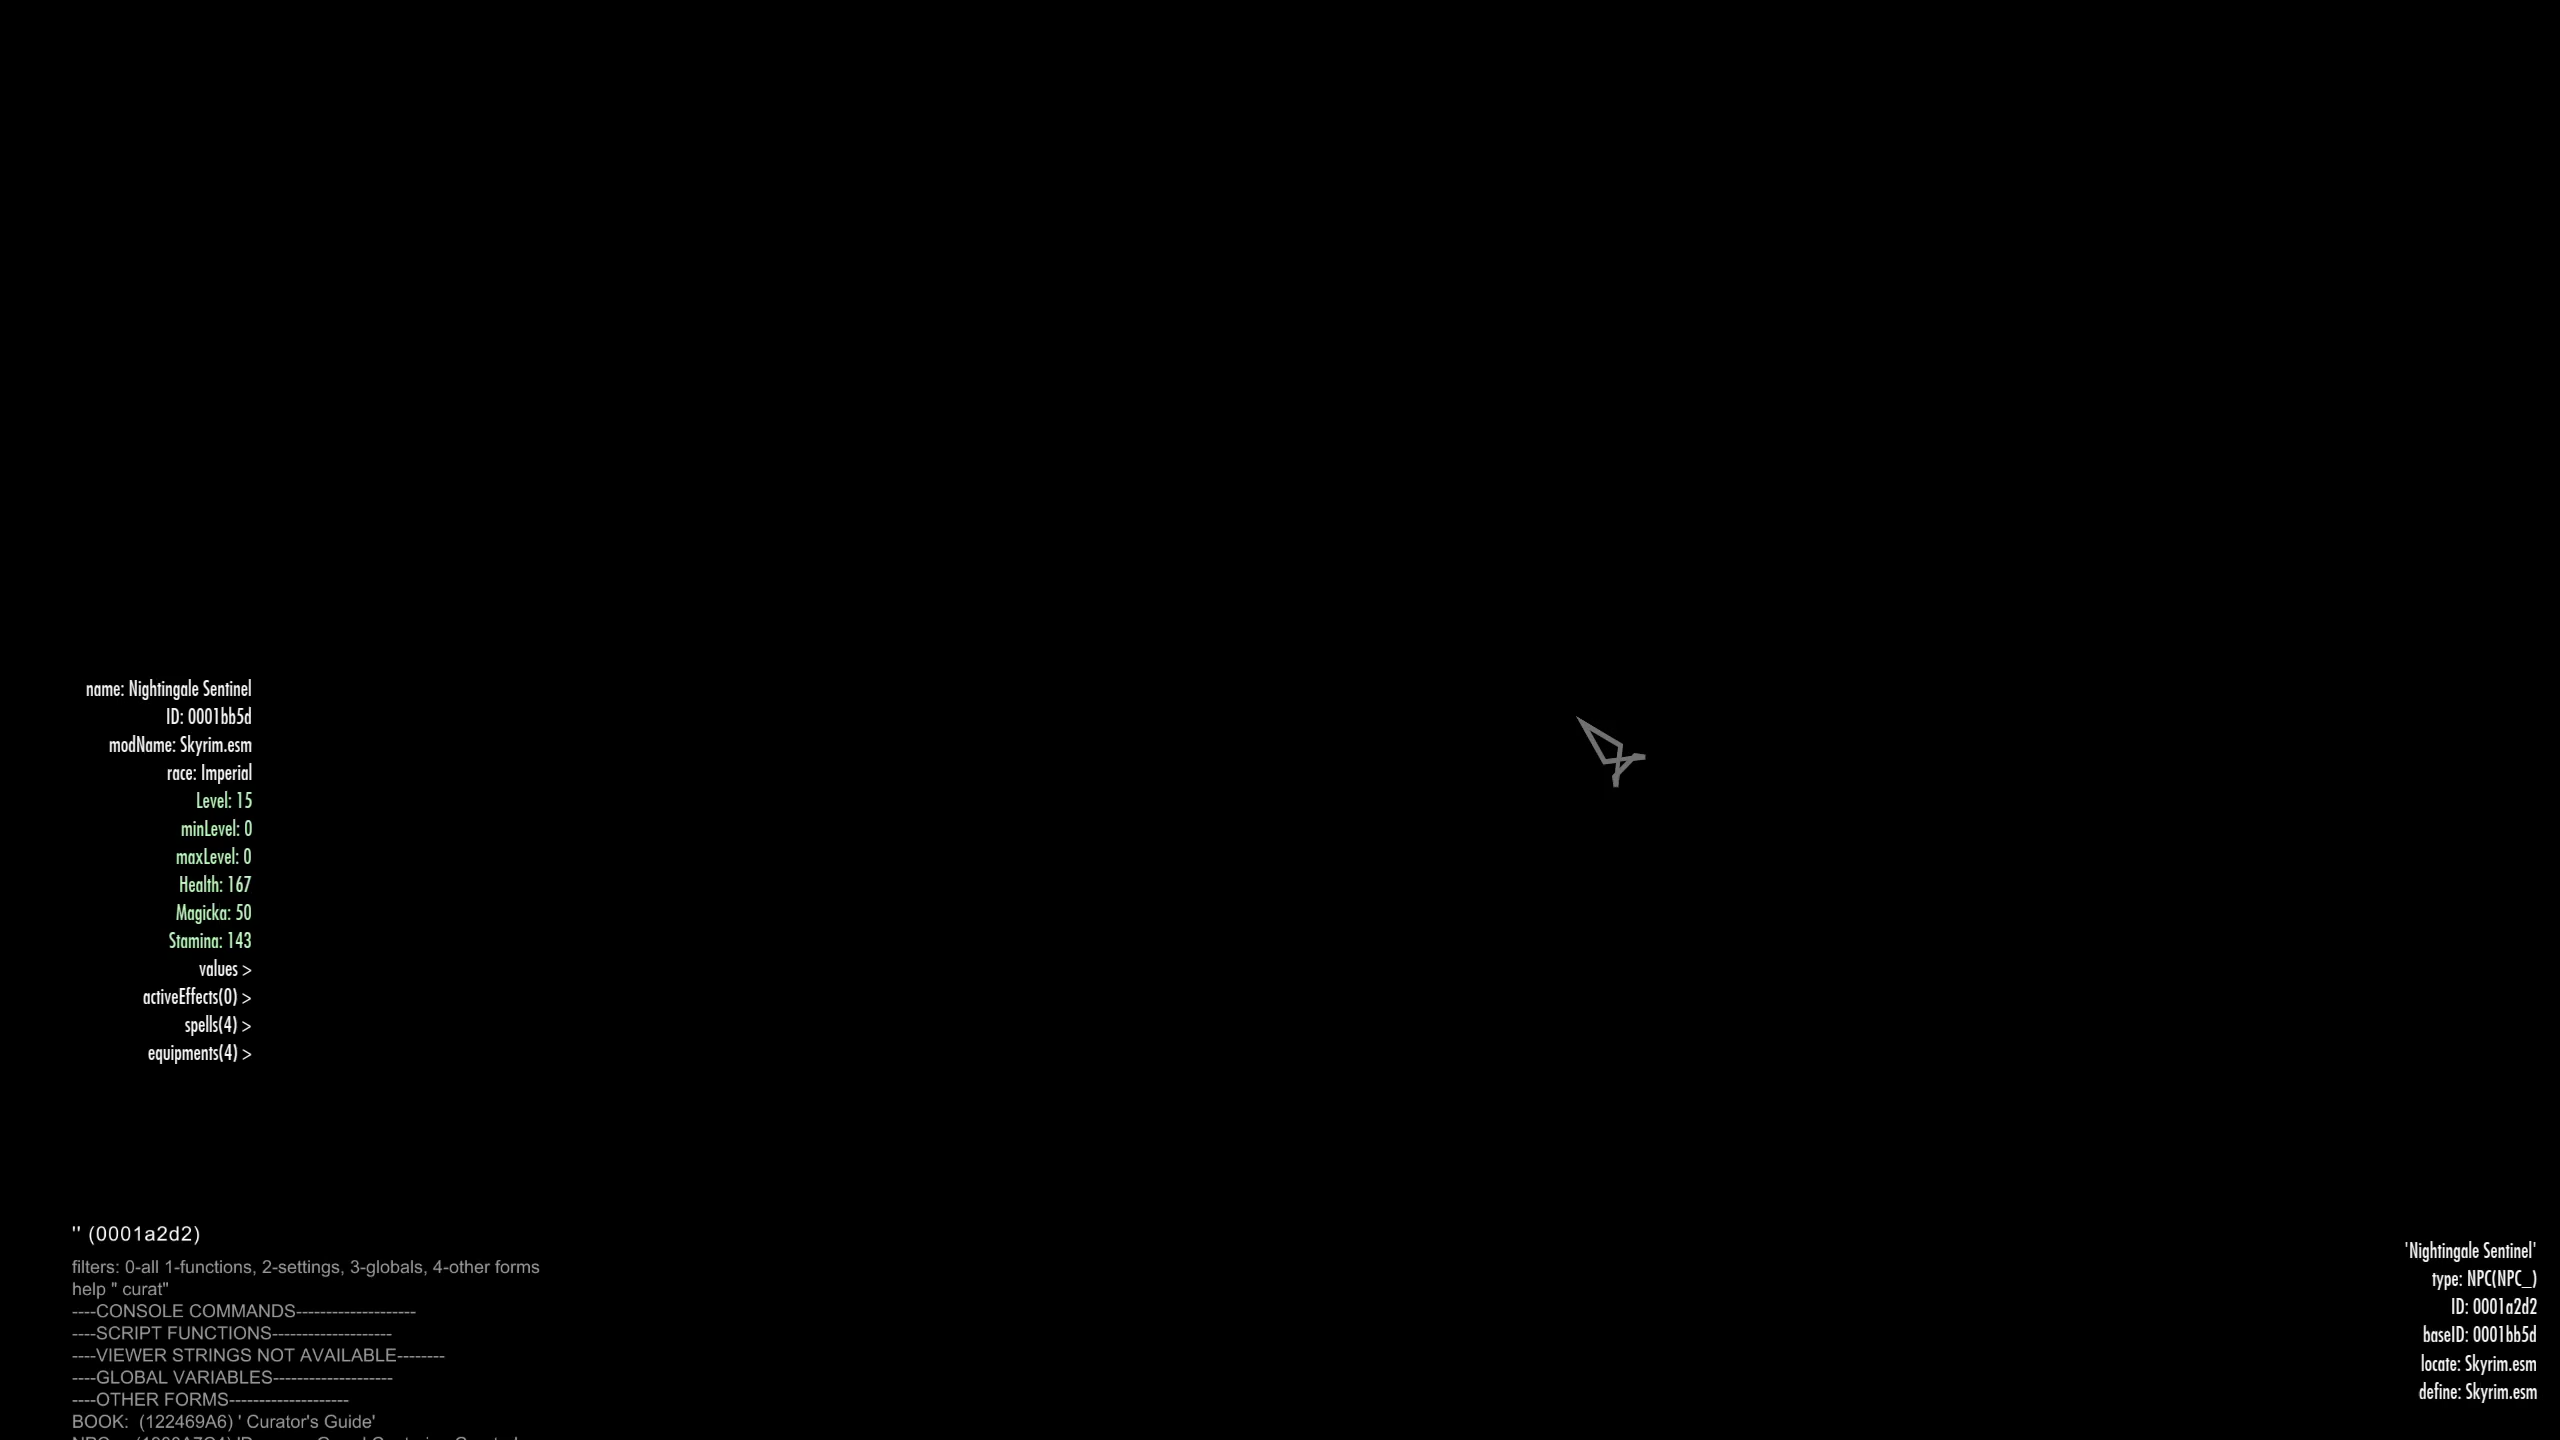 name: Nightingale Sentinel
ID: 0001bb5d
modName: Skyrim.esm
race: Imperial
Level: 15
minLevel: 0
maxLevel: 0
Health: 167
Magicka: 50
Stamina: 143
values >
activeEffects(0) >
spells(4) >
equipments(4) >
'' (0001a2d2)
filters: 0-all 1-functions, 2-settings, 3-globals, 4-other forms
help " curat"
----CONSOLE COMMANDS--------------------
----SCRIPT FUNCTIONS--------------------
----VIEWER STRINGS NOT AVAILABLE--------
----GLOBAL VARIABLES--------------------
----OTHER FORMS--------------------
BOOK:  (122469A6) ' Curator's Guide'
'Nightingale Sentinel'
type: NPC(NPC_)
ID: 0001a2d2
baseID: 0001bb5d
locate: Skyrim.esm
define: Skyrim.esm